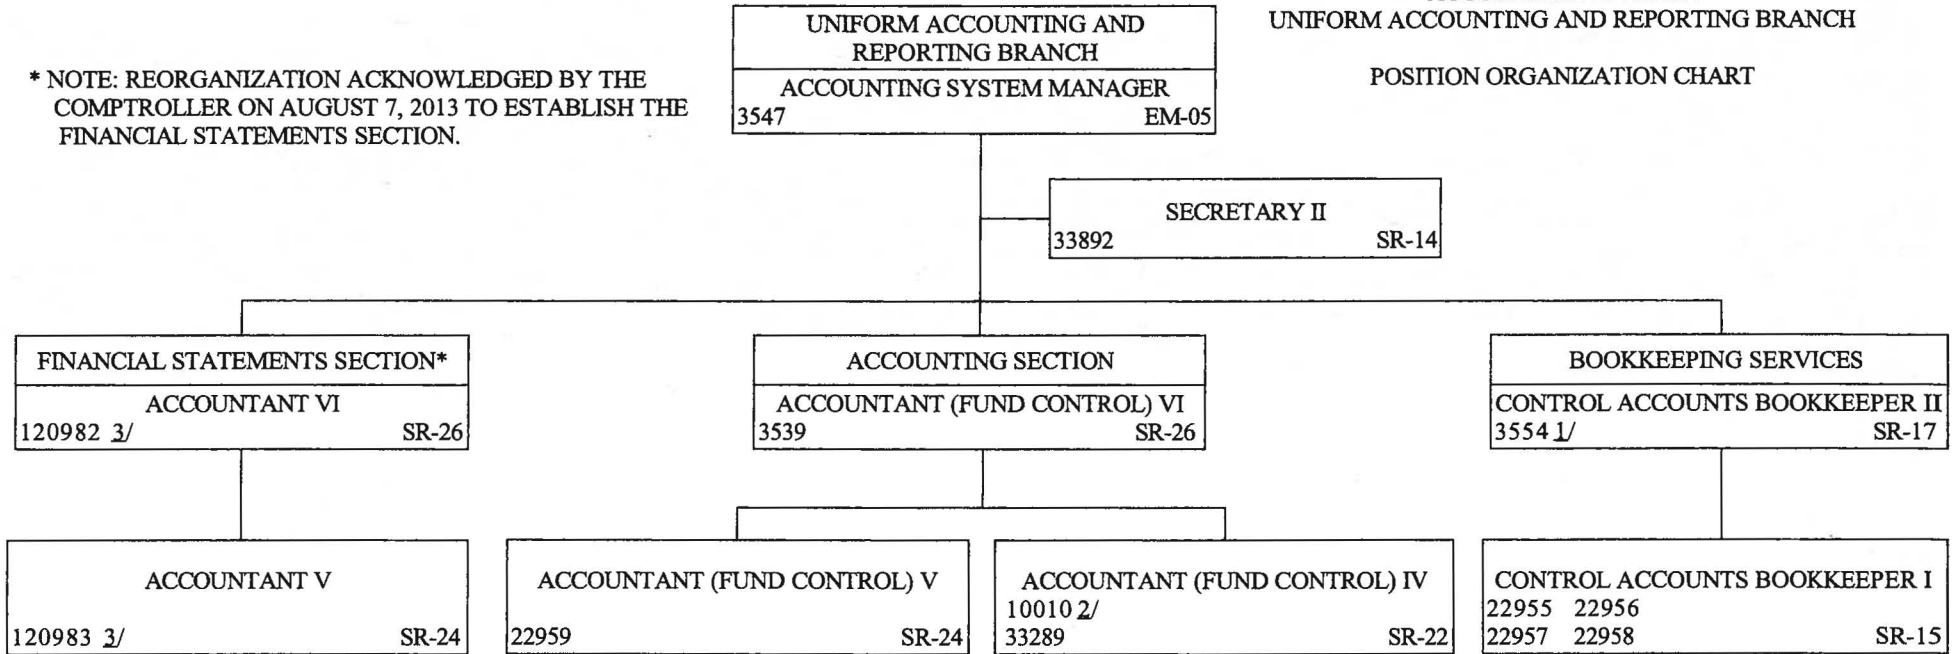 UNIFORM ACCOUNTING AND REPORTING BRANCH
POSITION ORGANIZATION CHART
* NOTE: REORGANIZATION ACKNOWLEDGED BY THE
COMPTROLLER ON AUGUST 7, 2013 TO ESTABLISH THE
FINANCIAL STATEMENTS SECTION.
UNIFORM ACCOUNTING AND
REPORTING BRANCH
ACCOUNTING SYSTEM MANAGER
3547 EM-05
SECRETARY II
33892 SR-14
FINANCIAL STATEMENTS SECTION*
ACCOUNTANT VI
120982 3/ SR-26
ACCOUNTING SECTION
ACCOUNTANT (FUND CONTROL) VI
3539 SR-26
BOOKKEEPING SERVICES
CONTROL ACCOUNTS BOOKKEEPER II
3554 1/ SR-17
ACCOUNTANT V
120983 3/ SR-24
ACCOUNTANT (FUND CONTROL) V
22959 SR-24
ACCOUNTANT (FUND CONTROL) IV
10010 2/
33289 SR-22
CONTROL ACCOUNTS BOOKKEEPER I
22955 22956
22957 22958 SR-15